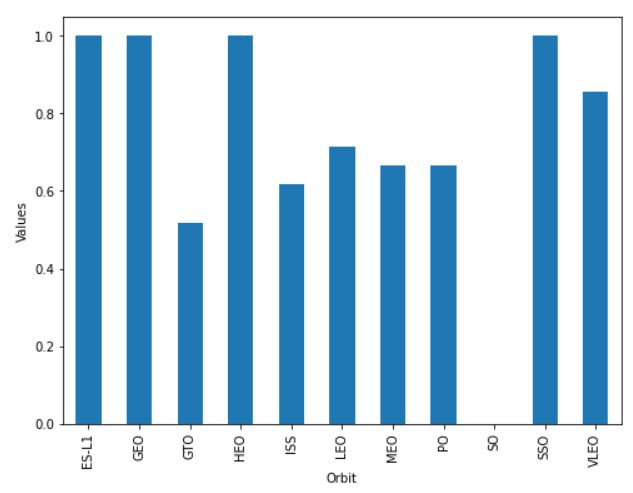 Values
1.0
0.8
0.6
0.4
0.2
0.0
ES-L1
GEO
GTO
HEO
ISS
LEO
MEO
PO
SO
SSO
VLEO
Orbit